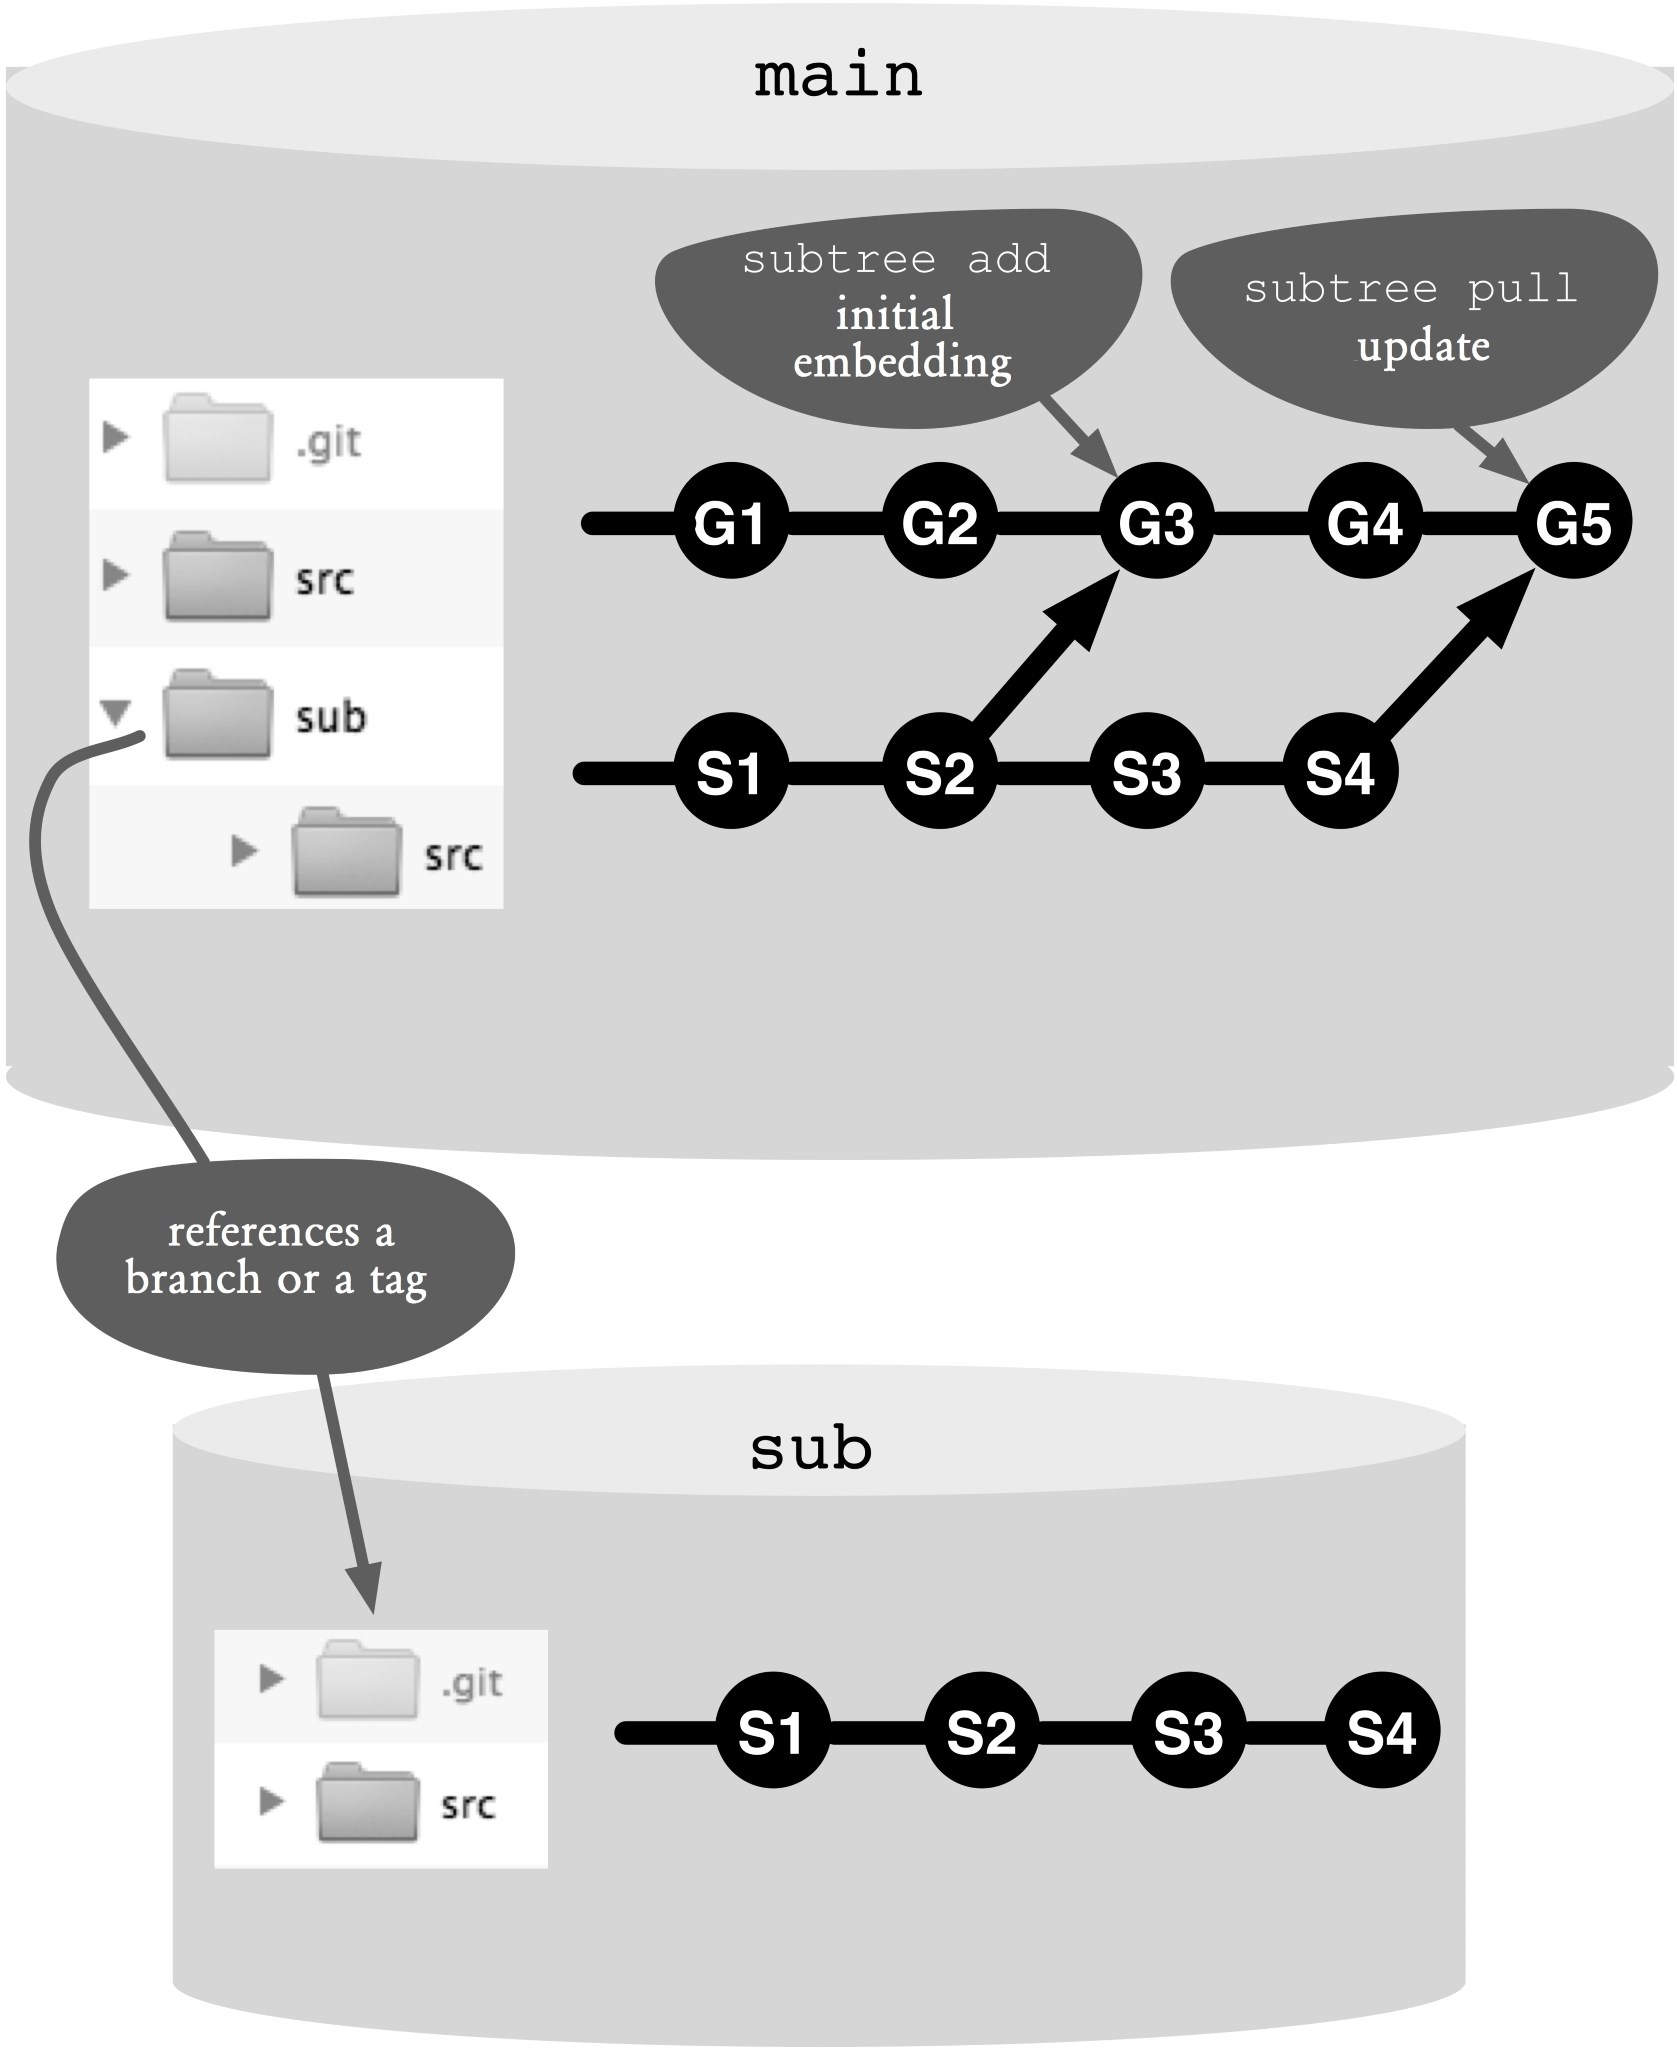 main
subtree add
initial
embedding
subtree pull
update
.git
src
sub
src
G1 G2 G3 G4 G5
S1 S2 S3 S4
references a
branch or a tag
sub
.git
src
S1 S2 S3 S4